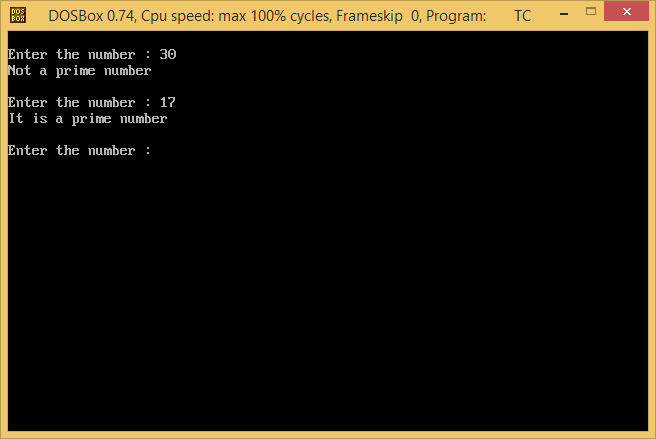 DOS
BOX
DOSBox 0.74, Cpu speed: max 100% cycles, Frameskip 0, Program: TC
Enter the number : 30
Not a prime number
Enter the number : 17
It is a prime number
Enter the number :